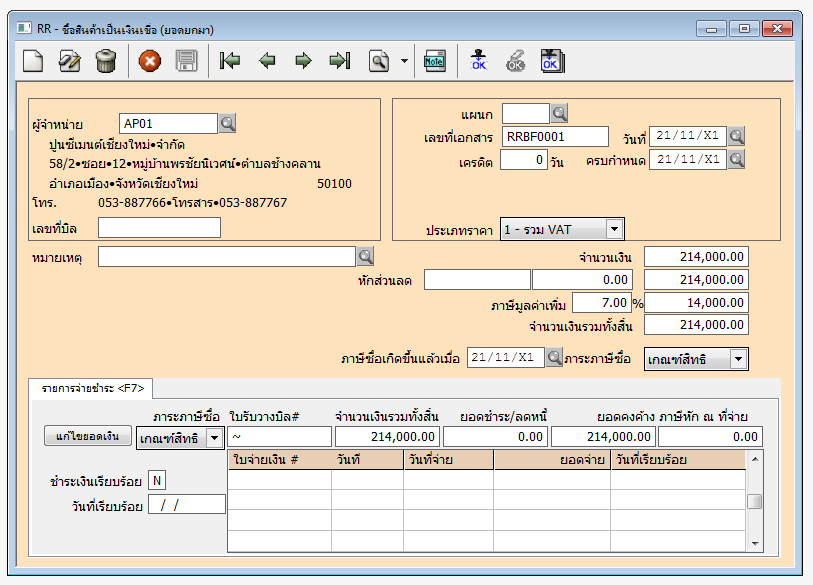 RR - ซื้อสินค้าเป็นเงินเชื่อ (ยอดยกมา)
Note OK OK OK
ผู้จำหน่าย AP01
ปูนซีเมนต์เชียงใหม่•จำกัด
58/2•ซอย•12•หมู่บ้านพรชัยนิเวศน์•ตำบลช้างคลาน
อำเภอเมือง•จังหวัดเชียงใหม่ 50100
โทร. 053-887766•โทรสาร•053-887767
เลขที่บิล
แผนก
เลขที่เอกสาร RRBF0001 วันที่ 21/11/X1
เครดิต 0 วัน ครบกำหนด 21/11/X1
ประเภทราคา 1 - รวม VAT
หมายเหตุ
จำนวนเงิน 214,000.00
หักส่วนลด 0.00 214,000.00
ภาษีมูลค่าเพิ่ม 7.00 % 14,000.00
จำนวนเงินรวมทั้งสิ้น 214,000.00
ภาษีซื้อเกิดขึ้นแล้วเมื่อ 21/11/X1 ภาระภาษีซื้อ เกณฑ์สิทธิ
รายการจ่ายชำระ <F7>
ภาระภาษีซื้อ ใบรับวางบิล# จำนวนเงินรวมทั้งสิ้น ยอดชำระ/ลดหนี้ ยอดคงค้าง ภาษีหัก ณ ที่จ่าย
แก้ไขยอดเงิน เกณฑ์สิทธิ ~ 214,000.00 0.00 214,000.00 0.00
ใบจ่ายเงิน # วันที่ วันที่จ่าย ยอดจ่าย วันที่เรียบร้อย
ชำระเงินเรียบร้อย N
วันที่เรียบร้อย / /